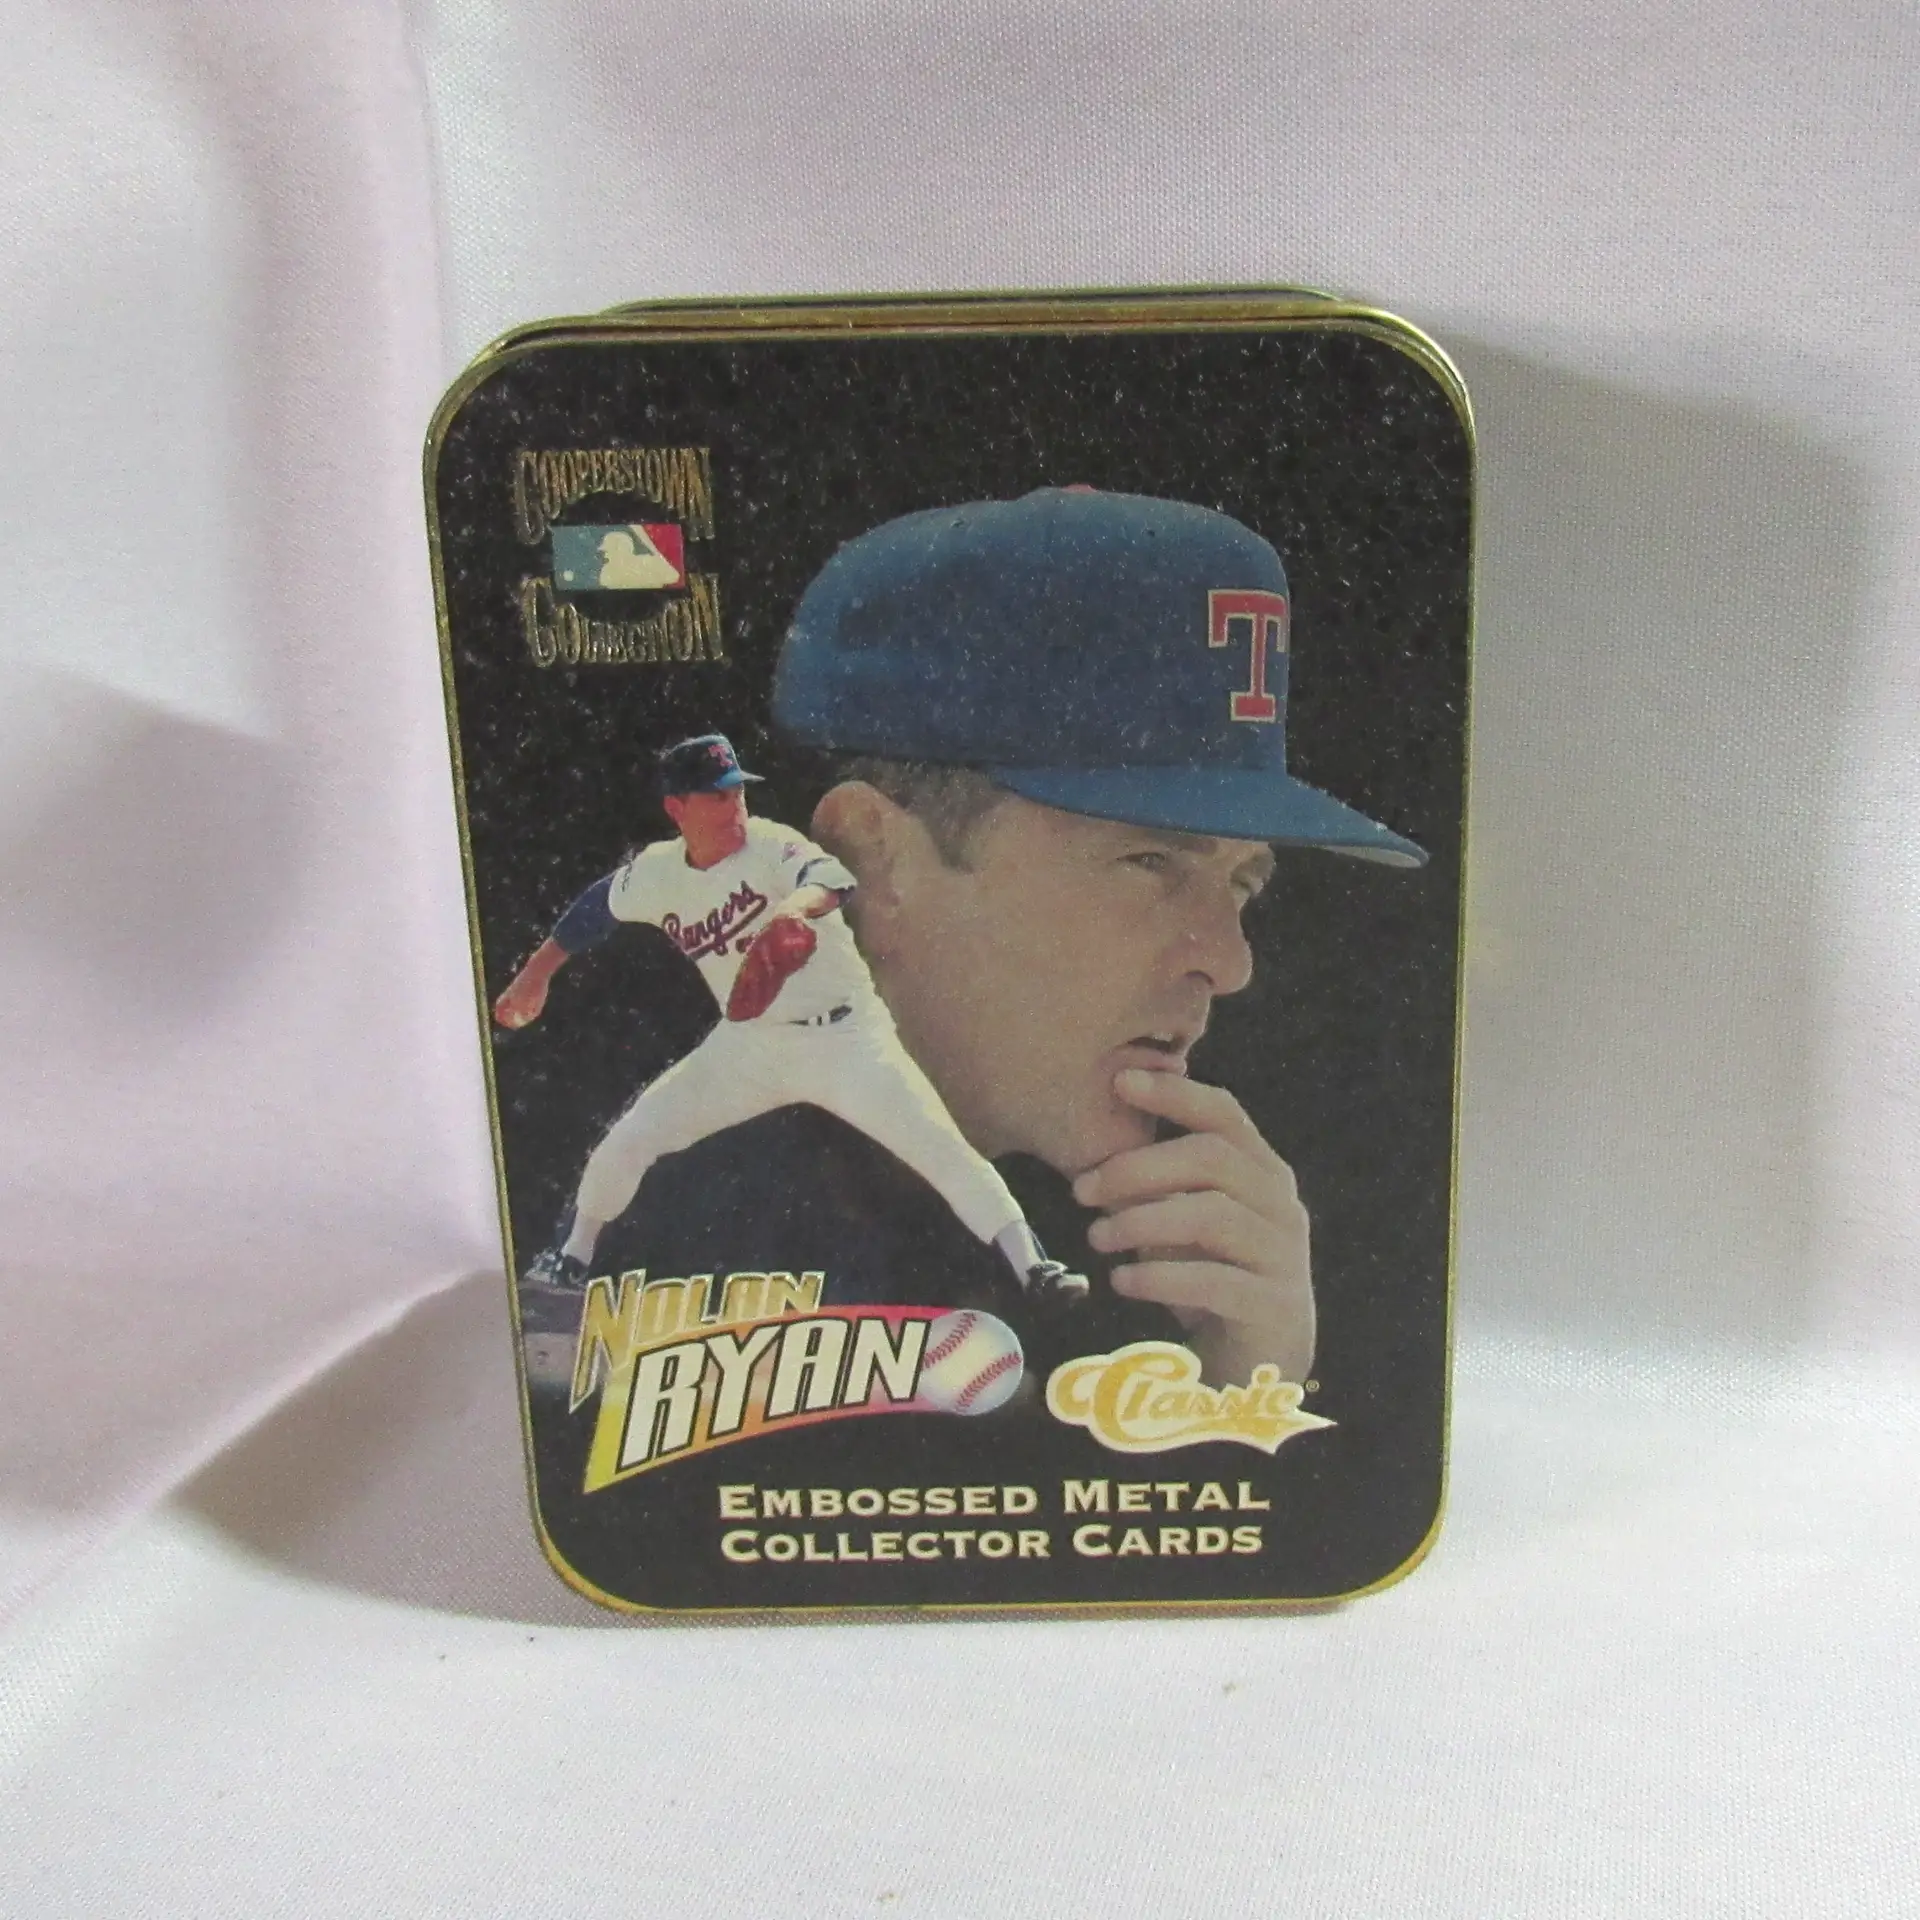 COOPERSTOWN
COLLECTION
T
T
Rangers
NOLAN
RYAN
Classic®
EMBOSSED METAL
COLLECTOR CARDS